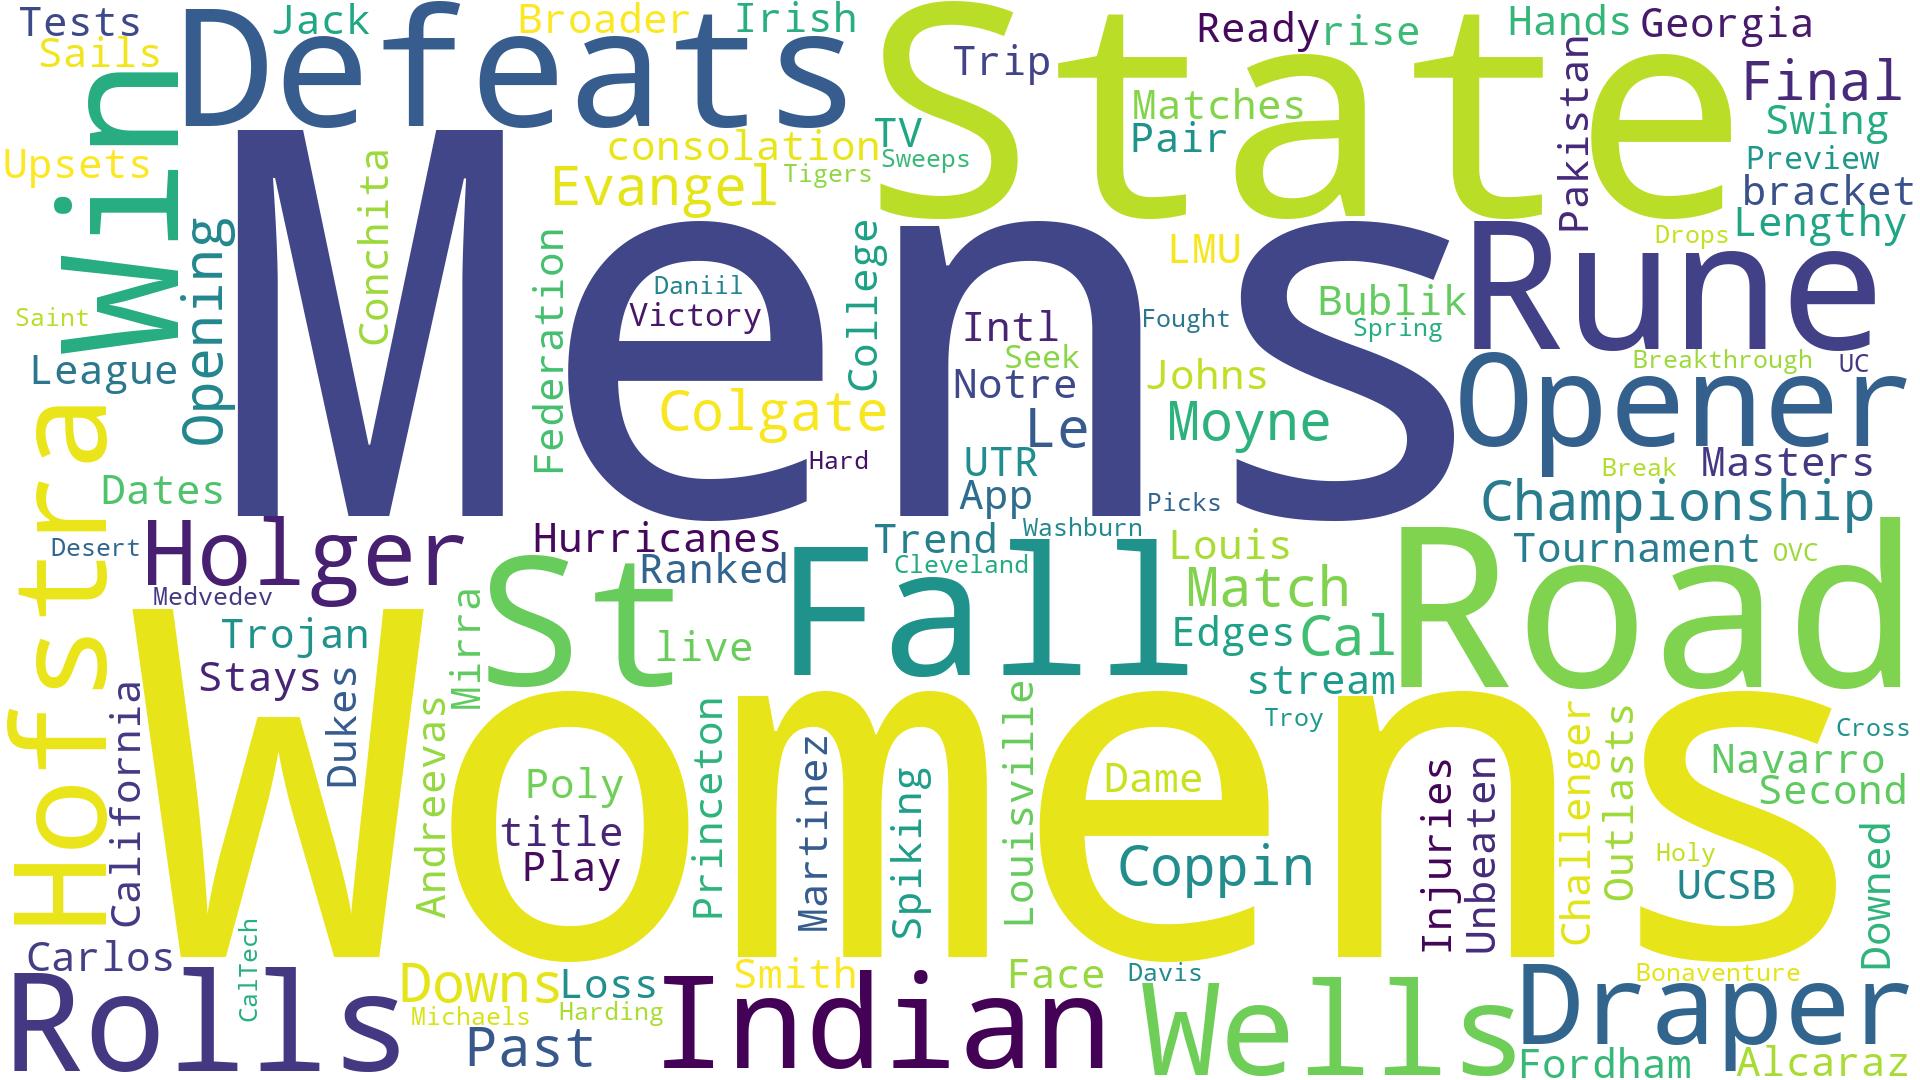 Tests
Sails
Jack
Broader
Irish
Defeats
State
Trip
Ready
rise
Hands
Georgia
Final
Matches
Pair
Pakistan
Swing
Preview
bracket
Lengthy
Drops
Upsets
Win
consolation
TV
Sweeps
Evangel
Tigers
Conchita
Mens
Opening
Federation
College
Daniil
Victory
LMU
Intl
Seek
Notre
Le
Fought
Bublik
Spring
Rune
Breakthrough
UC
Opener
Saint
League
Johns
Moyne
Colgate
Hard
UTR
App
Picks
Break
Masters
Championship
Tournament
OVC
Dates
Hofstra
Desert
Holger
Medvedev
Hurricanes
Ranked
Trend
Washburn
Cleveland
Louis
Match
Edges
Cal
Road
stream
Troy
St
live
Fall
Mirra
Trojan
Stays
Dukes
California
Womens
Andreevas
Poly
title
Play
Princeton
Martinez
Spiking
Louisville
Dame
Coppin
Injuries
Unbeaten
Challenger
Outlasts
Cross
Navarro
Second
Holy
UCSB
Downed
Carlos
CalTech
Rolls
Downs
Loss
Michaels
Harding
Past
Smith
Indian
Face
Davis
Wells
Bonaventure
Draper
Fordham
Alcaraz